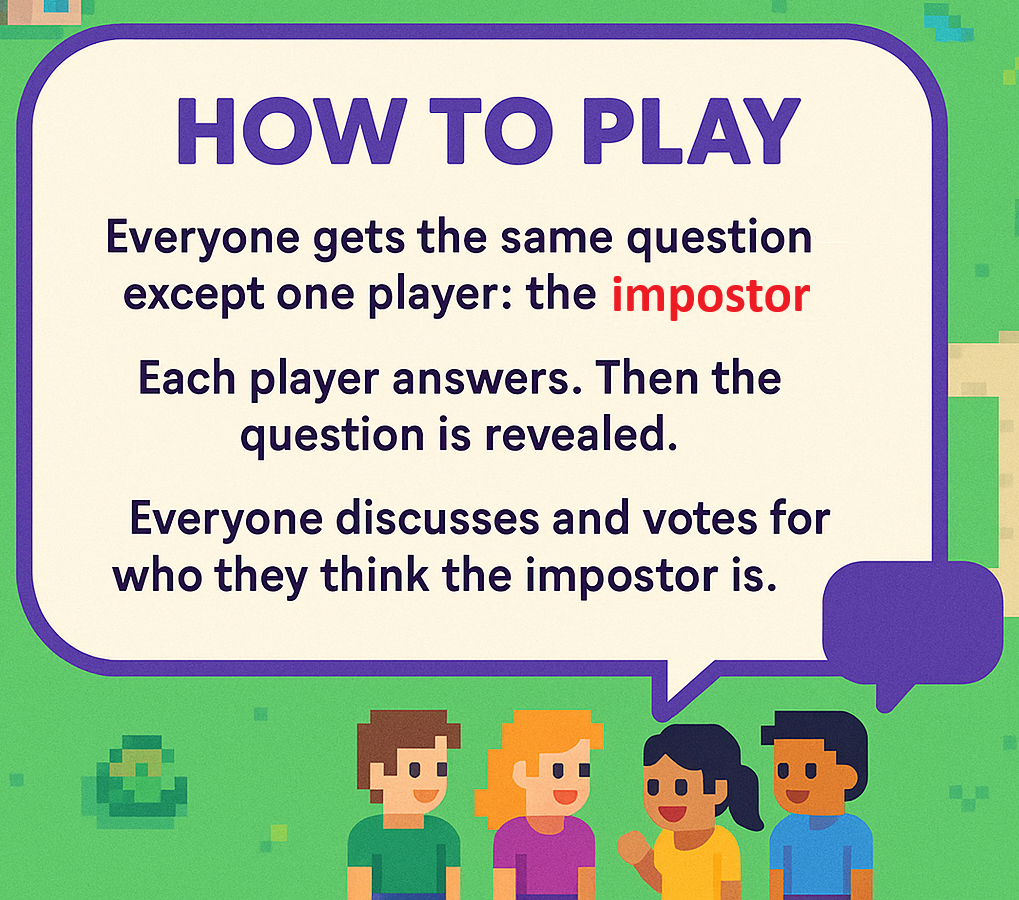 HOW TO PLAY
Everyone gets the same question
except one player: the impostor
Each player answers. Then the
question is revealed.
Everyone discusses and votes for
who they think the impostor is.